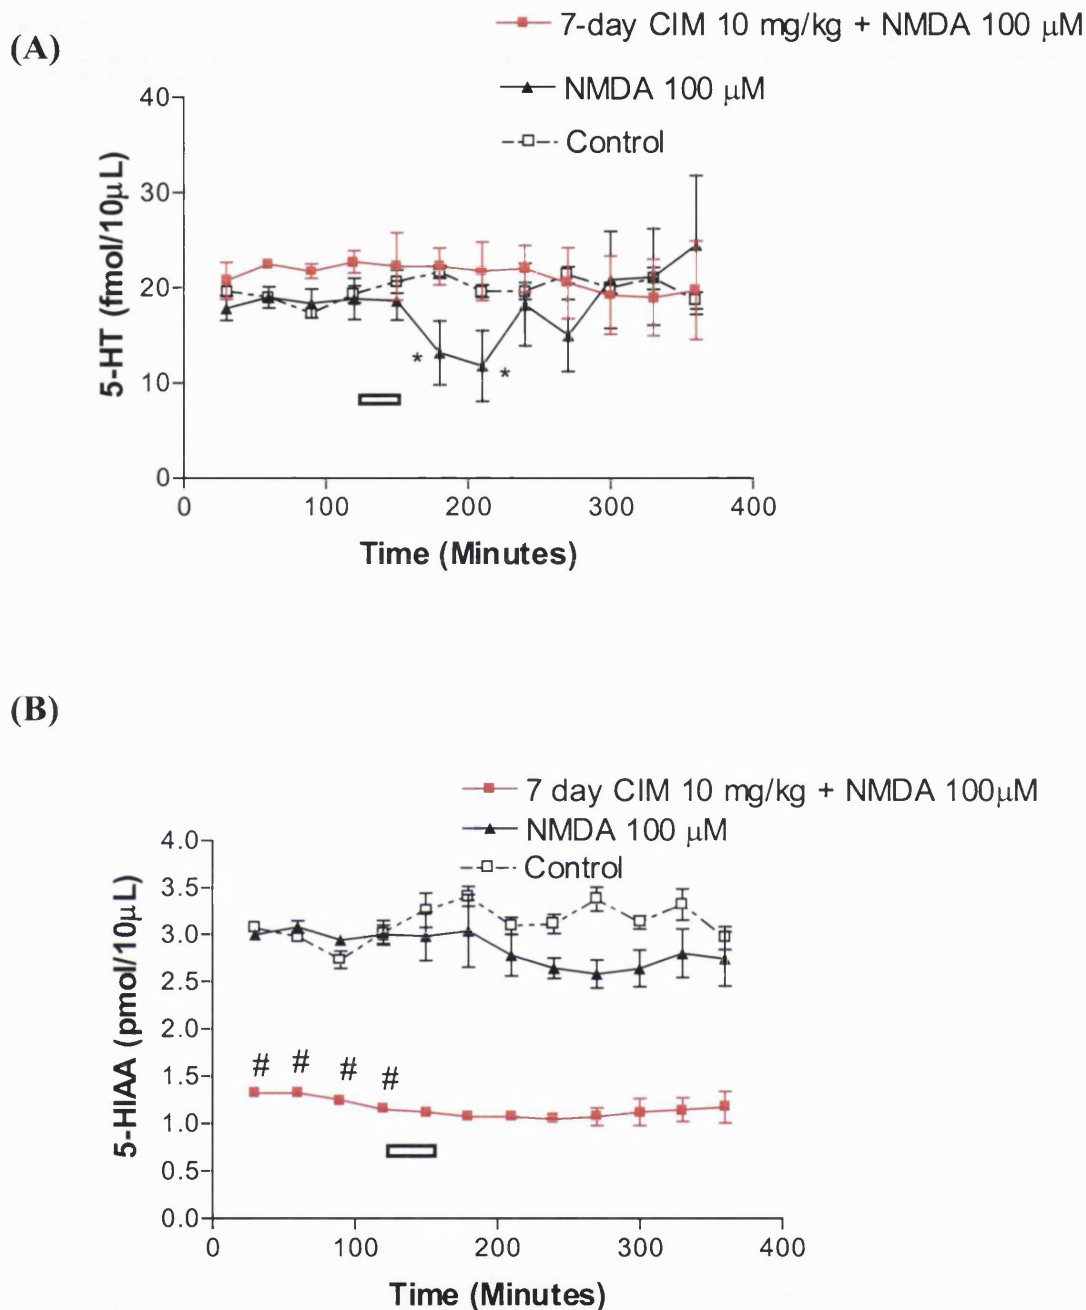 (A)
7-day CIM 10 mg/kg + NMDA 100 μM
NMDA 100 μM
Control
40
30
20
10
0
5-HT (fmol/10μL)
* *
0 100 200 300 400
Time (Minutes)
(B)
7 day CIM 10 mg/kg + NMDA 100μM
NMDA 100 μM
Control
4.0
3.5
3.0
2.5
2.0
1.5
1.0
0.5
0.0
5-HIAA (pmol/10μL)
# # # #
0 100 200 300 400
Time (Minutes)